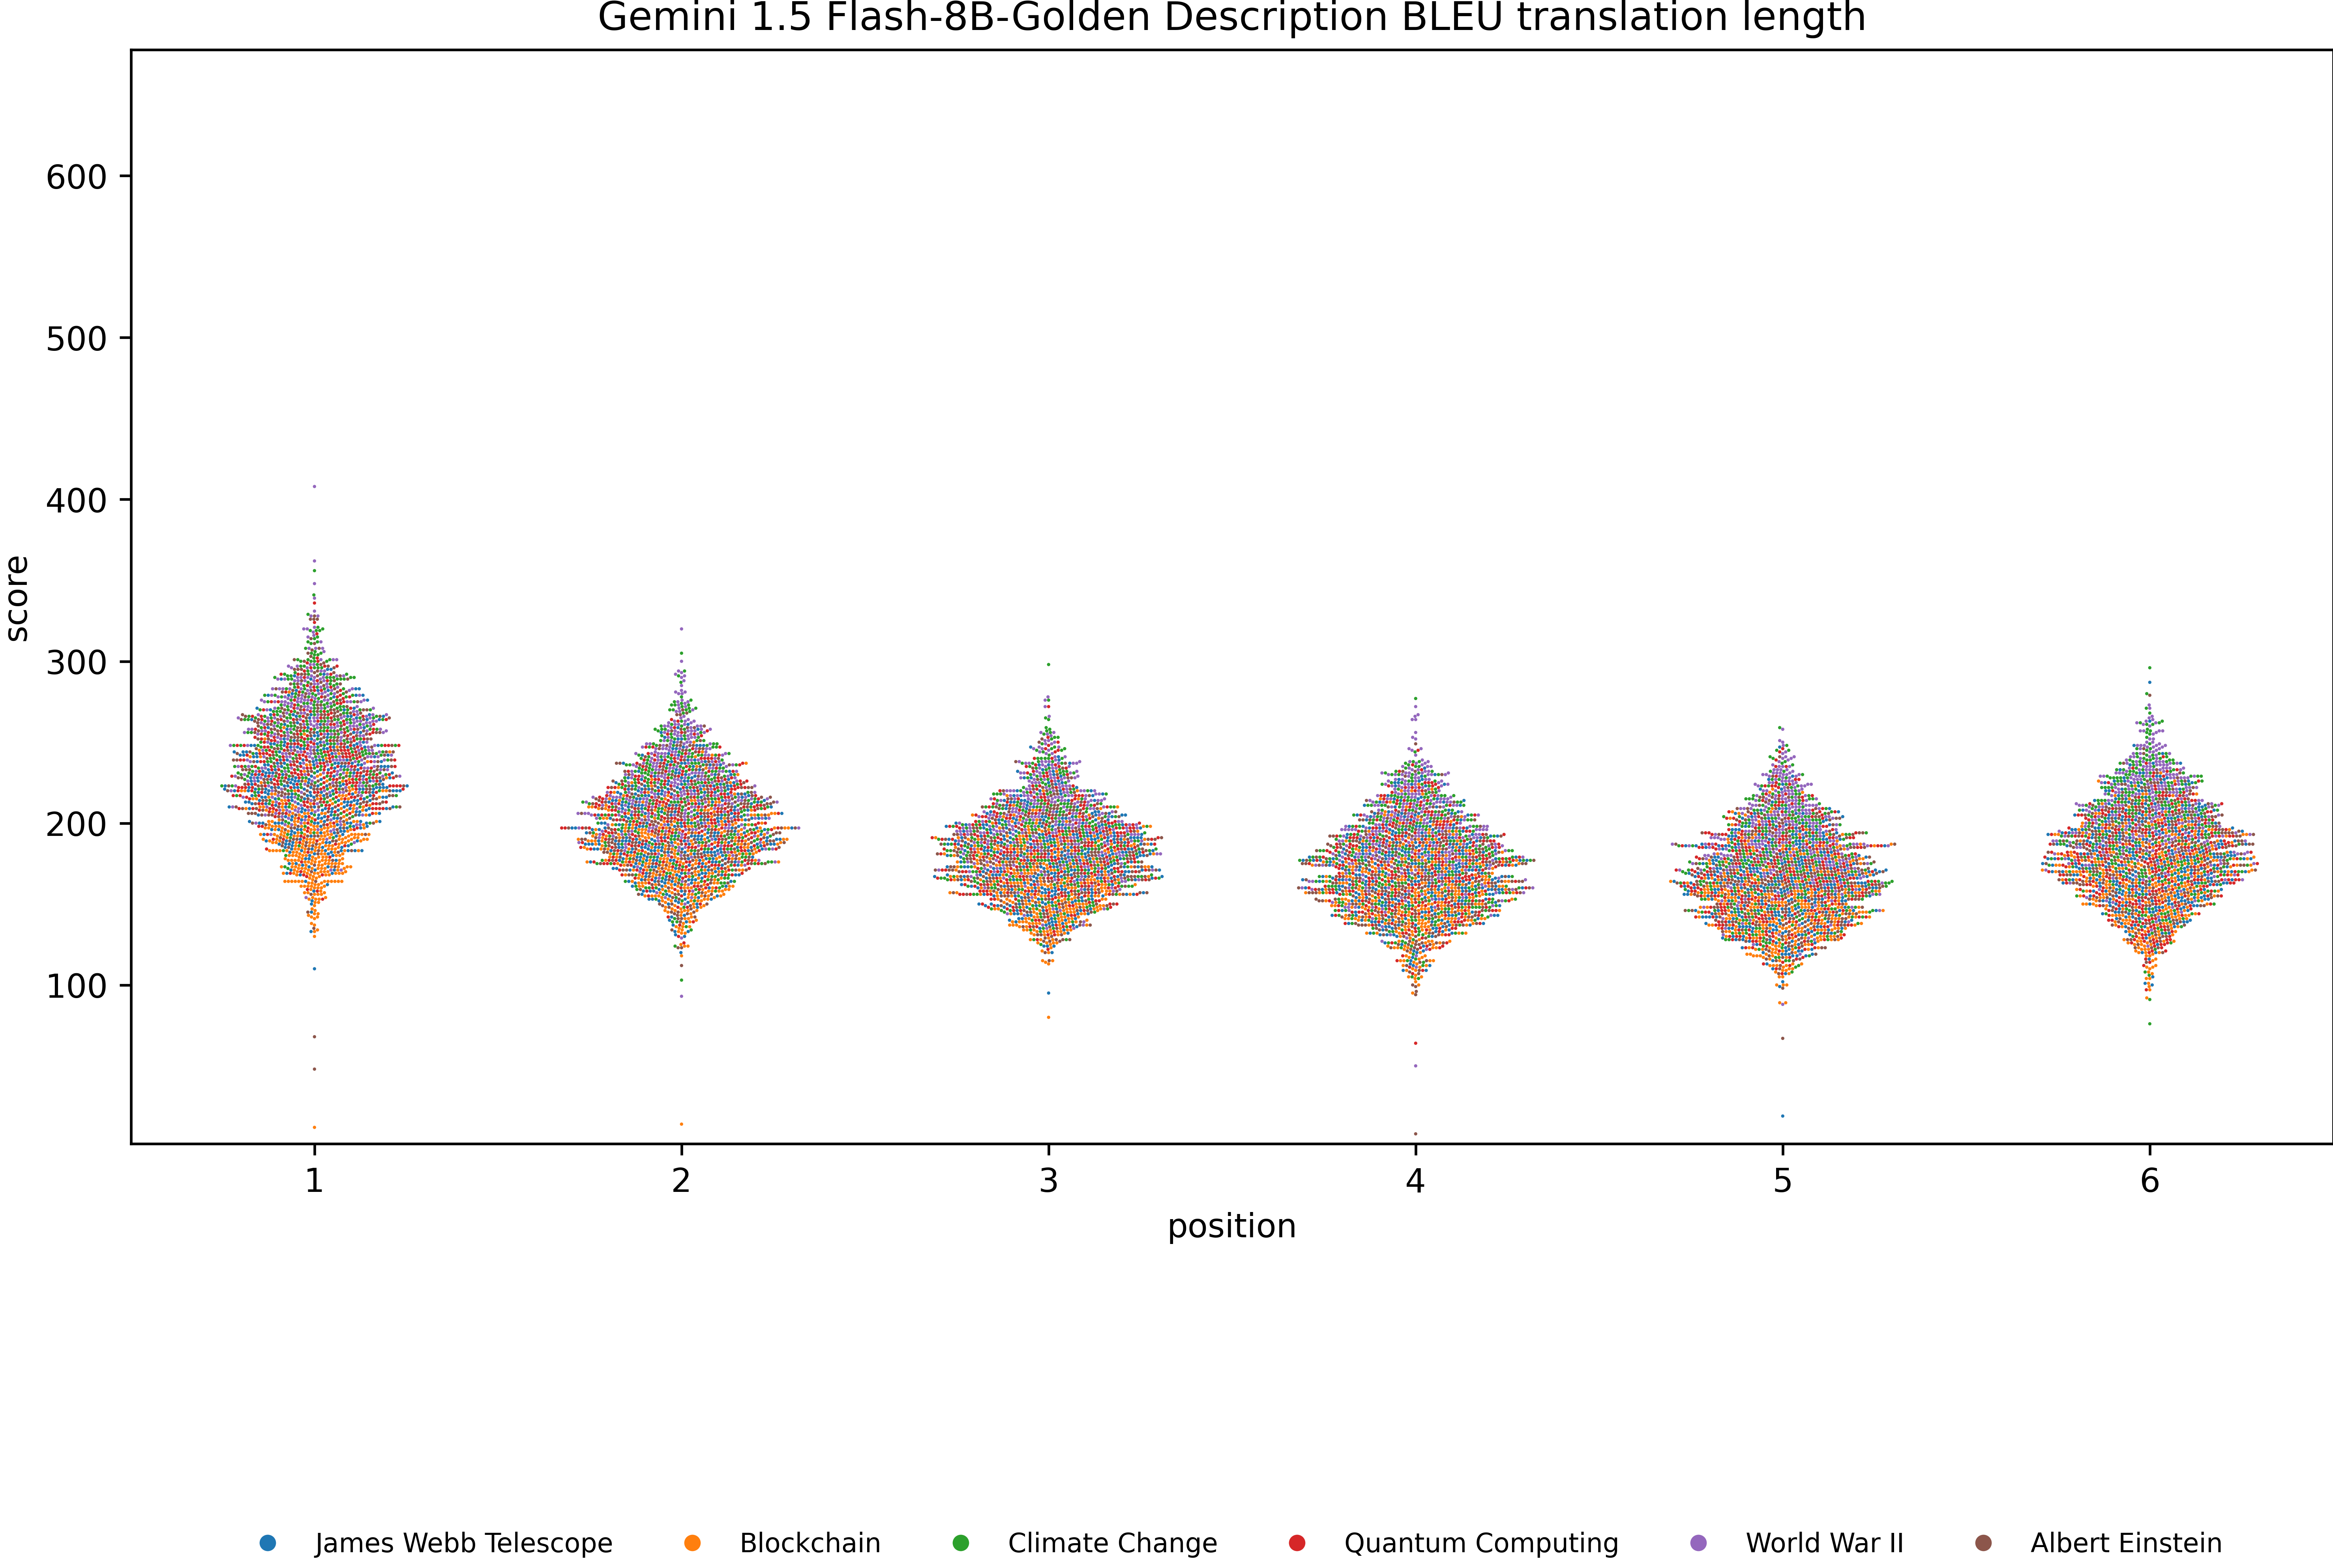 Gemini 1.5 Flash-8B-Golden Description BLEU translation length
600
500
400
300
200
100
score
1 2 3 4 5 6
position
James Webb Telescope Blockchain Climate Change Quantum Computing World War II Albert Einstein